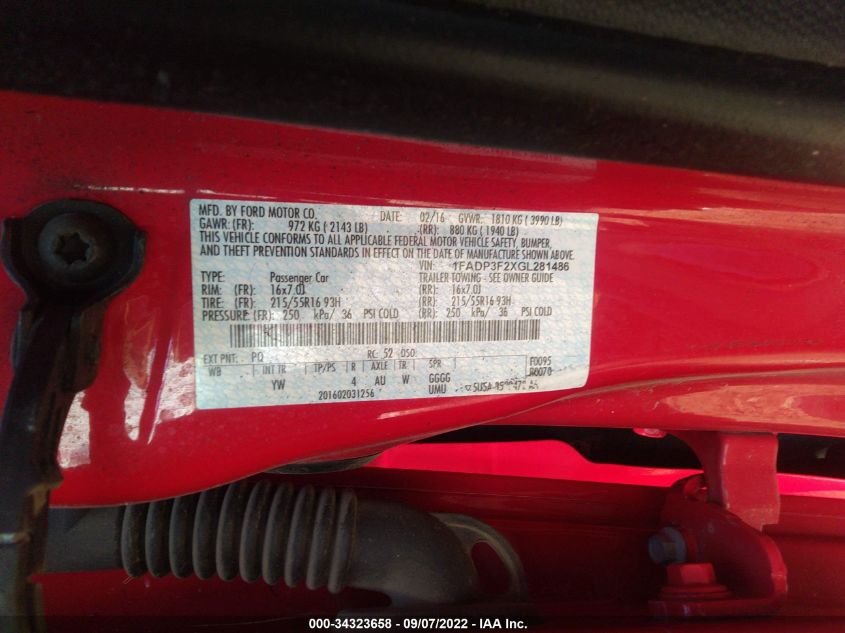 MFD. BY FORD MOTOR CO. DATE: 02/16 GVWR: 1810 KG ( 3990 LB)
GAWR: (FR): 972 KG ( 2143 LB) (RR): 880 KG ( 1940 LB)
THIS VEHICLE CONFORMS TO ALL APPLICABLE FEDERAL MOTOR VEHICLE SAFETY, BUMPER,
AND THEFT PREVENTION STANDARDS IN EFFECT ON THE DATE OF MANUFACTURE SHOWN ABOVE.
VIN: 1FADP3F2XGL281486
TYPE: Passenger Car TRAILER TOWING - SEE OWNER GUIDE
RIM: (FR): 16x7.0J (RR): 16x7.0J
TIRE: (FR): 215/55R16 93H (RR): 215/55R16 93H
PRESSURE: (FR): 250 kPa/ 36 PSI COLD (RR): 250 kPa/ 36 PSI COLD
EXT PNT: PQ RC: 52 DSO: F0095
WB INT TR TP/PS R AXLE TR SPR R0070
YW 4 AU W GGGG
201602031256 UMU
000-34323658 - 09/07/2022 - IAA Inc.